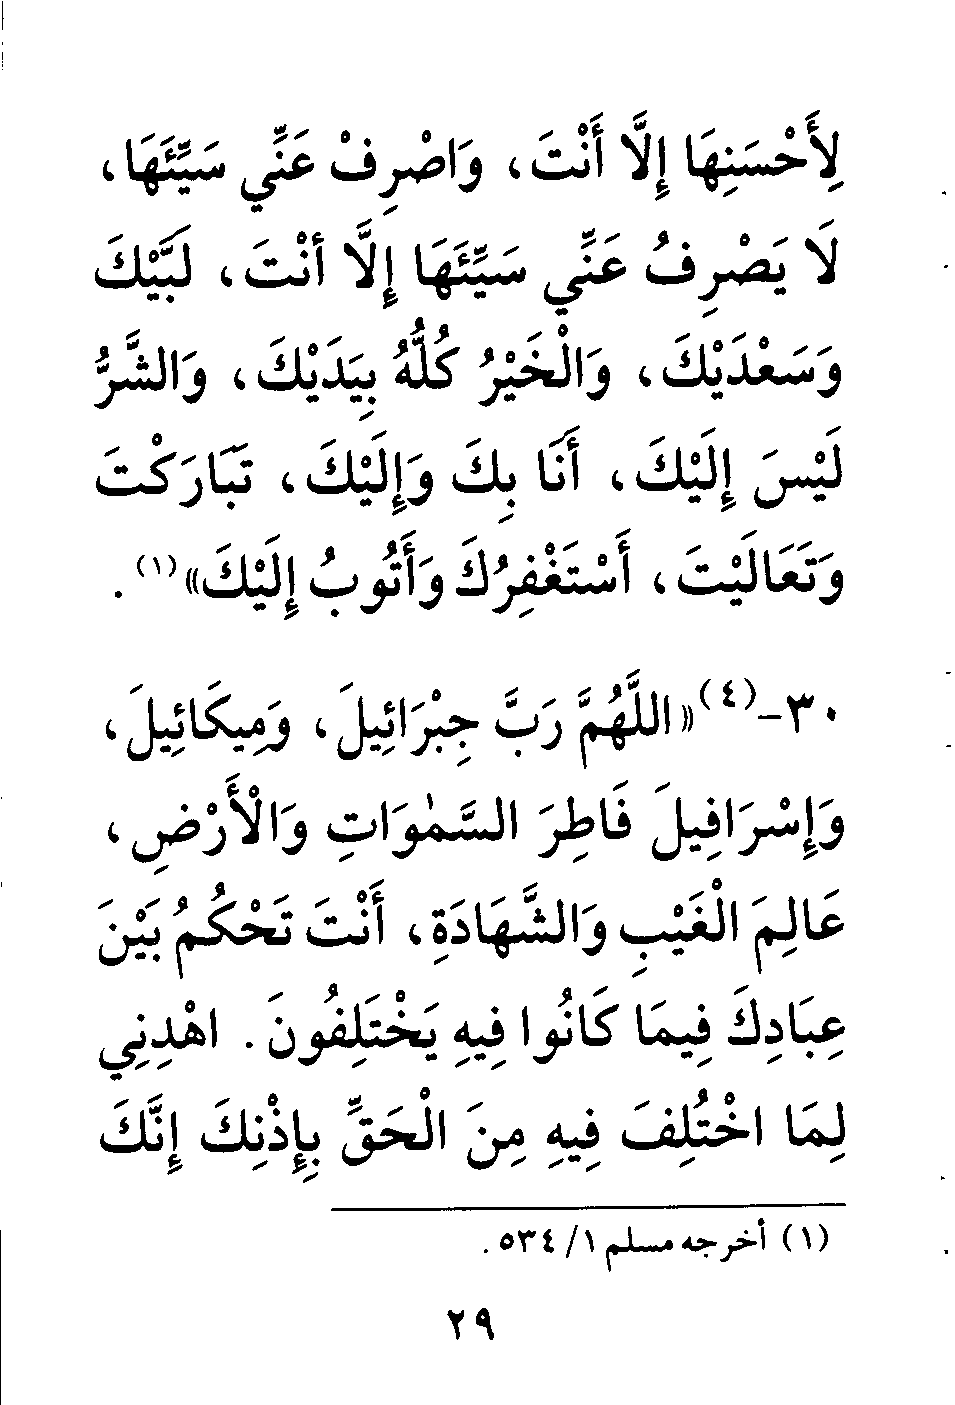 لِأَحْسَنِهَا إِلَّا أَنْتَ، وَاصْرِفْ عَنِّي سَيِّئَهَا،
لَا يَصْرِفُ عَنِّي سَيِّئَهَا إِلَّا أَنْتَ، لَبَّيْكَ
وَسَعْدَيْكَ، وَالْخَيْرُ كُلُّهُ بِيَدَيْكَ، وَالشَّرُّ
لَيْسَ إِلَيْكَ، أَنَا بِكَ وَإِلَيْكَ، تَبَارَكْتَ
وَتَعَالَيْتَ، أَسْتَغْفِرُكَ وَأَتُوبُ إِلَيْكَ»(١).
٣٠-(٤)«اللَّهُمَّ رَبَّ جِبْرَائِيلَ، وَمِيكَائِيلَ،
وَإِسْرَافِيلَ فَاطِرَ السَّمٰوَاتِ وَالْأَرْضِ،
عَالِمَ الْغَيْبِ وَالشَّهَادَةِ، أَنْتَ تَحْكُمُ بَيْنَ
عِبَادِكَ فِيمَا كَانُوا فِيهِ يَخْتَلِفُونَ. اهْدِنِي
لِمَا اخْتُلِفَ فِيهِ مِنَ الْحَقِّ بِإِذْنِكَ إِنَّكَ
(١) أخرجه مسلم ١/ ٥٣٤.
٢٩